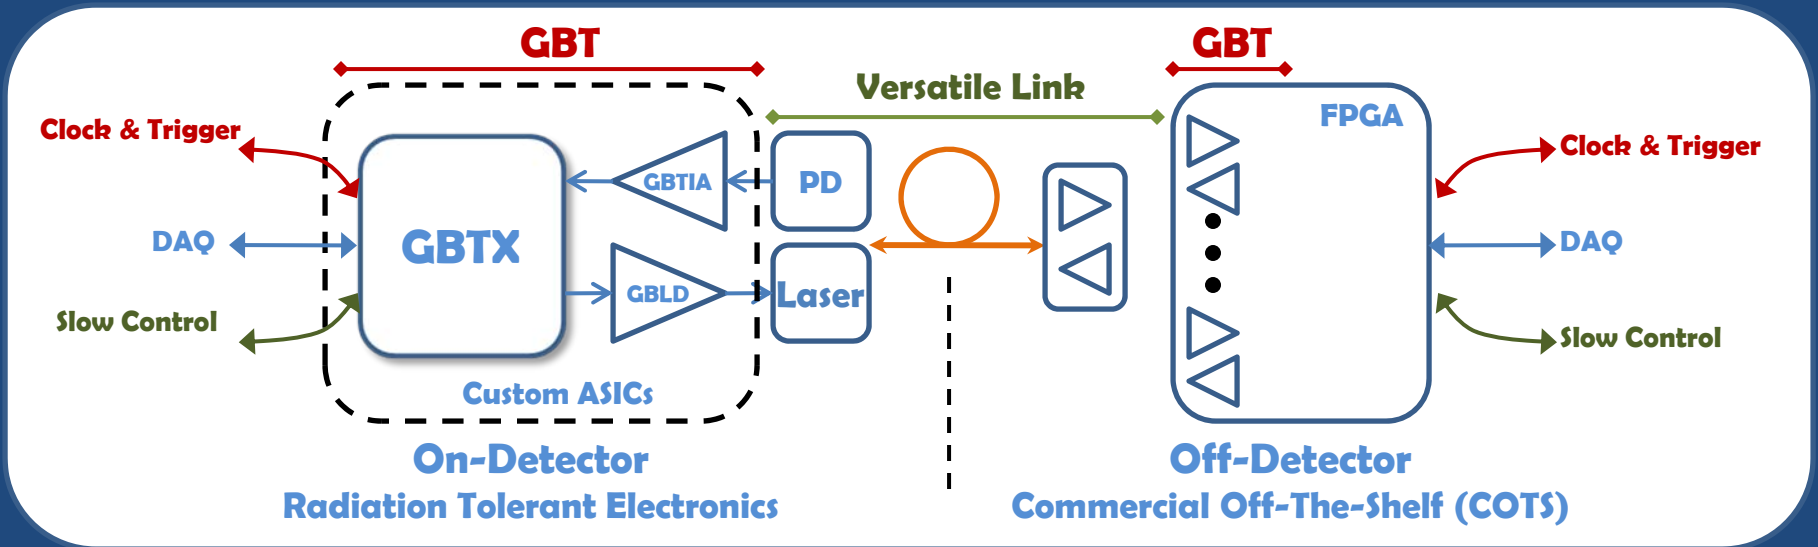 GBT
GBT
Versatile Link
FPGA
Clock & Trigger
Clock & Trigger
GBTIA
PD
DAQ
GBTX
DAQ
GBLD
Laser
Slow Control
Slow Control
Custom ASICs
On-Detector
Off-Detector
Radiation Tolerant Electronics
Commercial Off-The-Shelf (COTS)